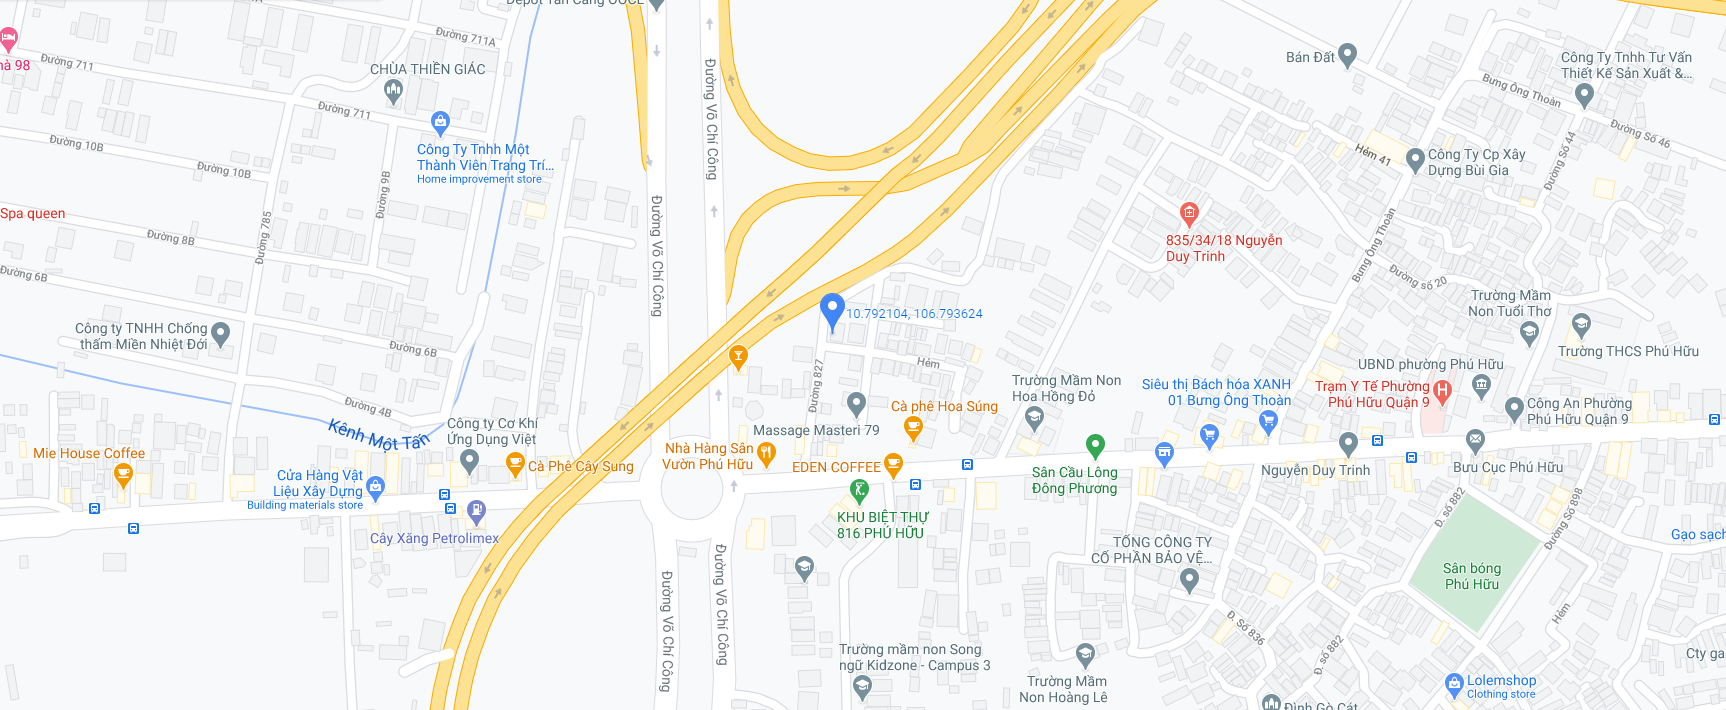 Depot Tân Cảng
Đường 711A
Đường 711
CHÙA THIỀN GIÁC
Đường 711
Công Ty Tnhh Một
Thành Viên Trang Trí...
Home improvement store
Đường 10B
Đường 10B
Đường 9B
Spa queen
Đường 785
Đường 8B
Đường 6B
Công ty TNHH Chống
thấm Miền Nhiệt Đới
Đường 6B
Đường 4B
Kênh Một Tấn
Công ty Cơ Khí
Ứng Dụng Việt
Mie House Coffee
Cửa Hàng Vật
Liệu Xây Dựng
Building materials store
Cà Phê Cây Sung
Cây Xăng Petrolimex
Đường Võ Chí Công
Đường Võ Chí Công
Đường Võ Chí Công
Đường Võ Chí Công
Đường Võ Chí Công
10.792104, 106.793624
Hẻm
Đường 827
Massage Masteri 79
Cà phê Hoa Súng
Nhà Hàng Sân
Vườn Phú Hữu
EDEN COFFEE
KHU BIỆT THỰ
816 PHÚ HỮU
Trường mầm non Song
ngữ Kidzone - Campus 3
Trường Mầm Non
Hoa Hồng Đỏ
Sân Cầu Lông
Đông Phương
Siêu thị Bách hóa XANH
01 Bưng Ông Thoàn
TỔNG CÔNG TY
CỔ PHẦN BẢO VỆ...
Trường Mầm
Non Hoàng Lê
Đ. Số 836
Đ. số 882
Đ. số 882
Đường Số 898
Sân bóng
Phú Hữu
Hẻm
Đình Gò Cát
Lolemshop
Clothing store
Cty ga
Gạo sạch
Nguyễn Duy Trinh
Bưu Cục Phú Hữu
Công An Phường
Phú Hữu Quận 9
Trạm Y Tế Phường
Phú Hữu Quận 9
UBND phường Phú Hữu
Trường THCS Phú Hữu
Trường Mầm
Non Tuổi Thơ
Đường số 20
Bưng Ông Thoàn
835/34/18 Nguyễn
Duy Trinh
Công Ty Cp Xây
Dựng Bùi Gia
Hẻm 41
Bán Đất
Bưng Ông Thoàn
Công Ty Tnhh Tư Vấn
Thiết Kế Sản Xuất &...
Đường Số 46
Đường Số 44